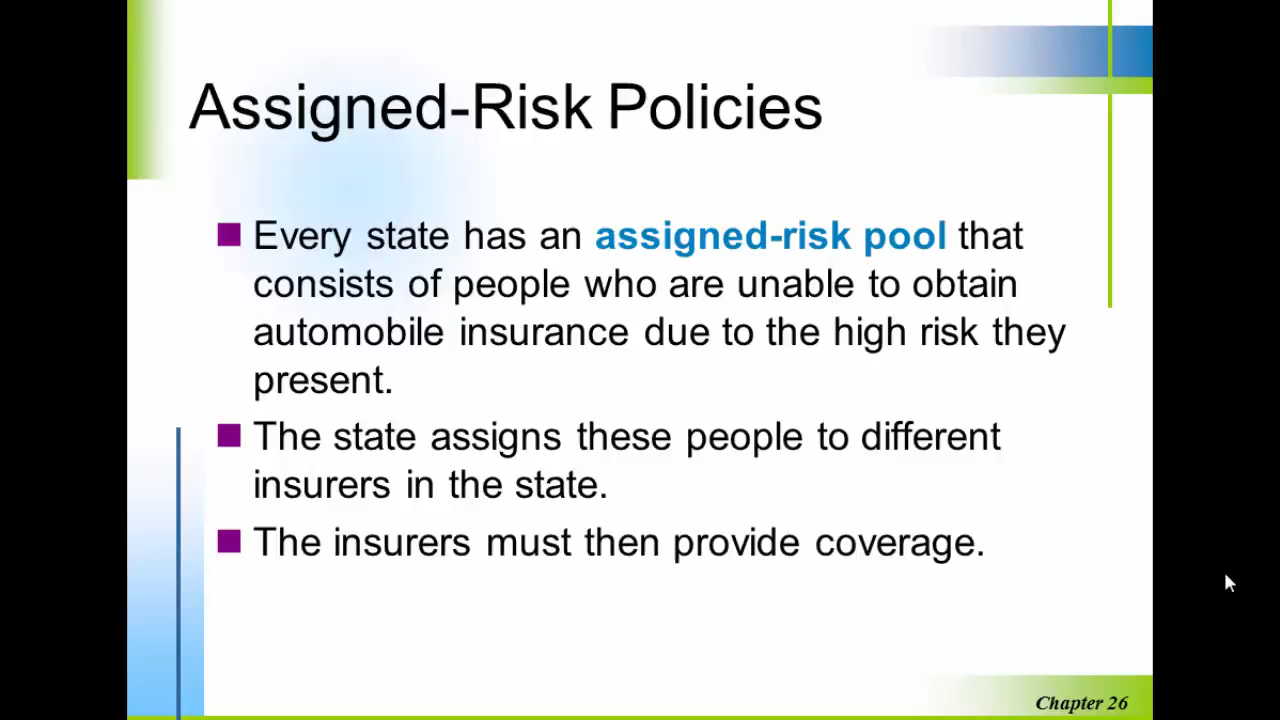 Assigned-Risk Policies
Every state has an assigned-risk pool that
consists of people who are unable to obtain
automobile insurance due to the high risk they
present.
The state assigns these people to different
insurers in the state.
The insurers must then provide coverage.
Chapter 26